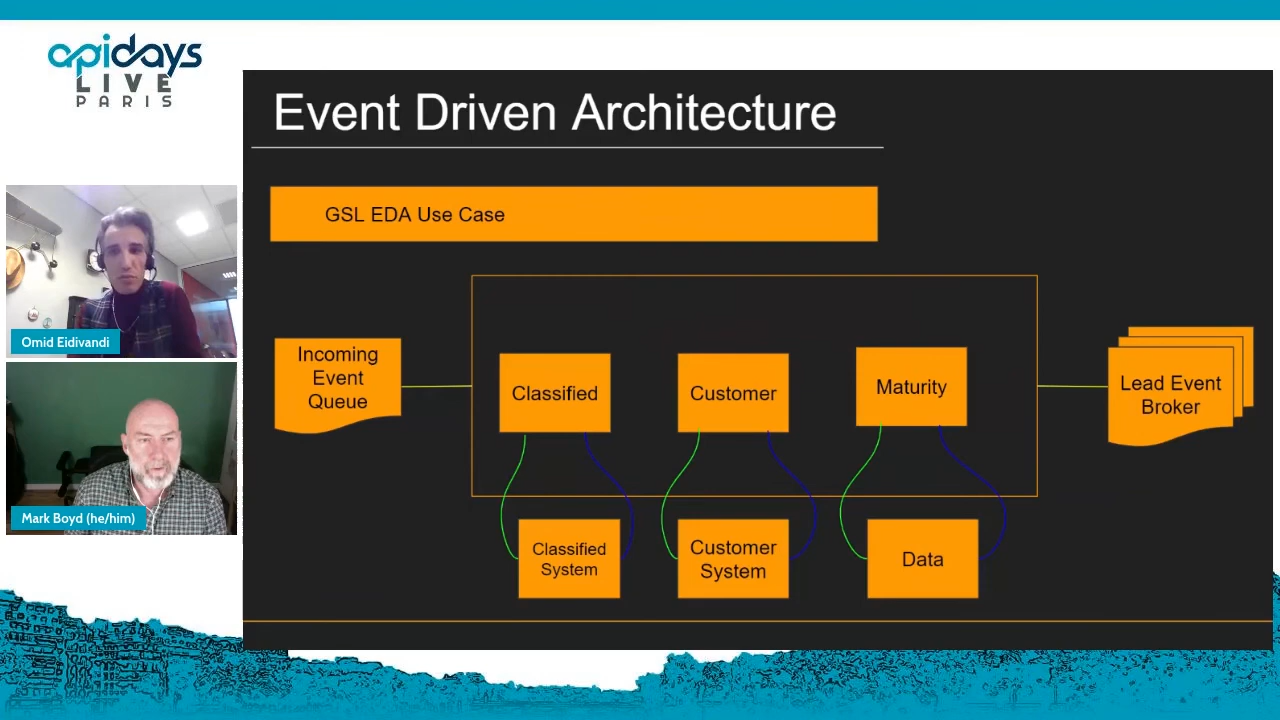 apidays
LIVE
PARIS
Event Driven Architecture
GSL EDA Use Case
Incoming
Event
Queue
Classified
Customer
Maturity
Lead Event
Broker
Classified
System
Customer
System
Data
Omid Eidivandi
Mark Boyd (he/him)